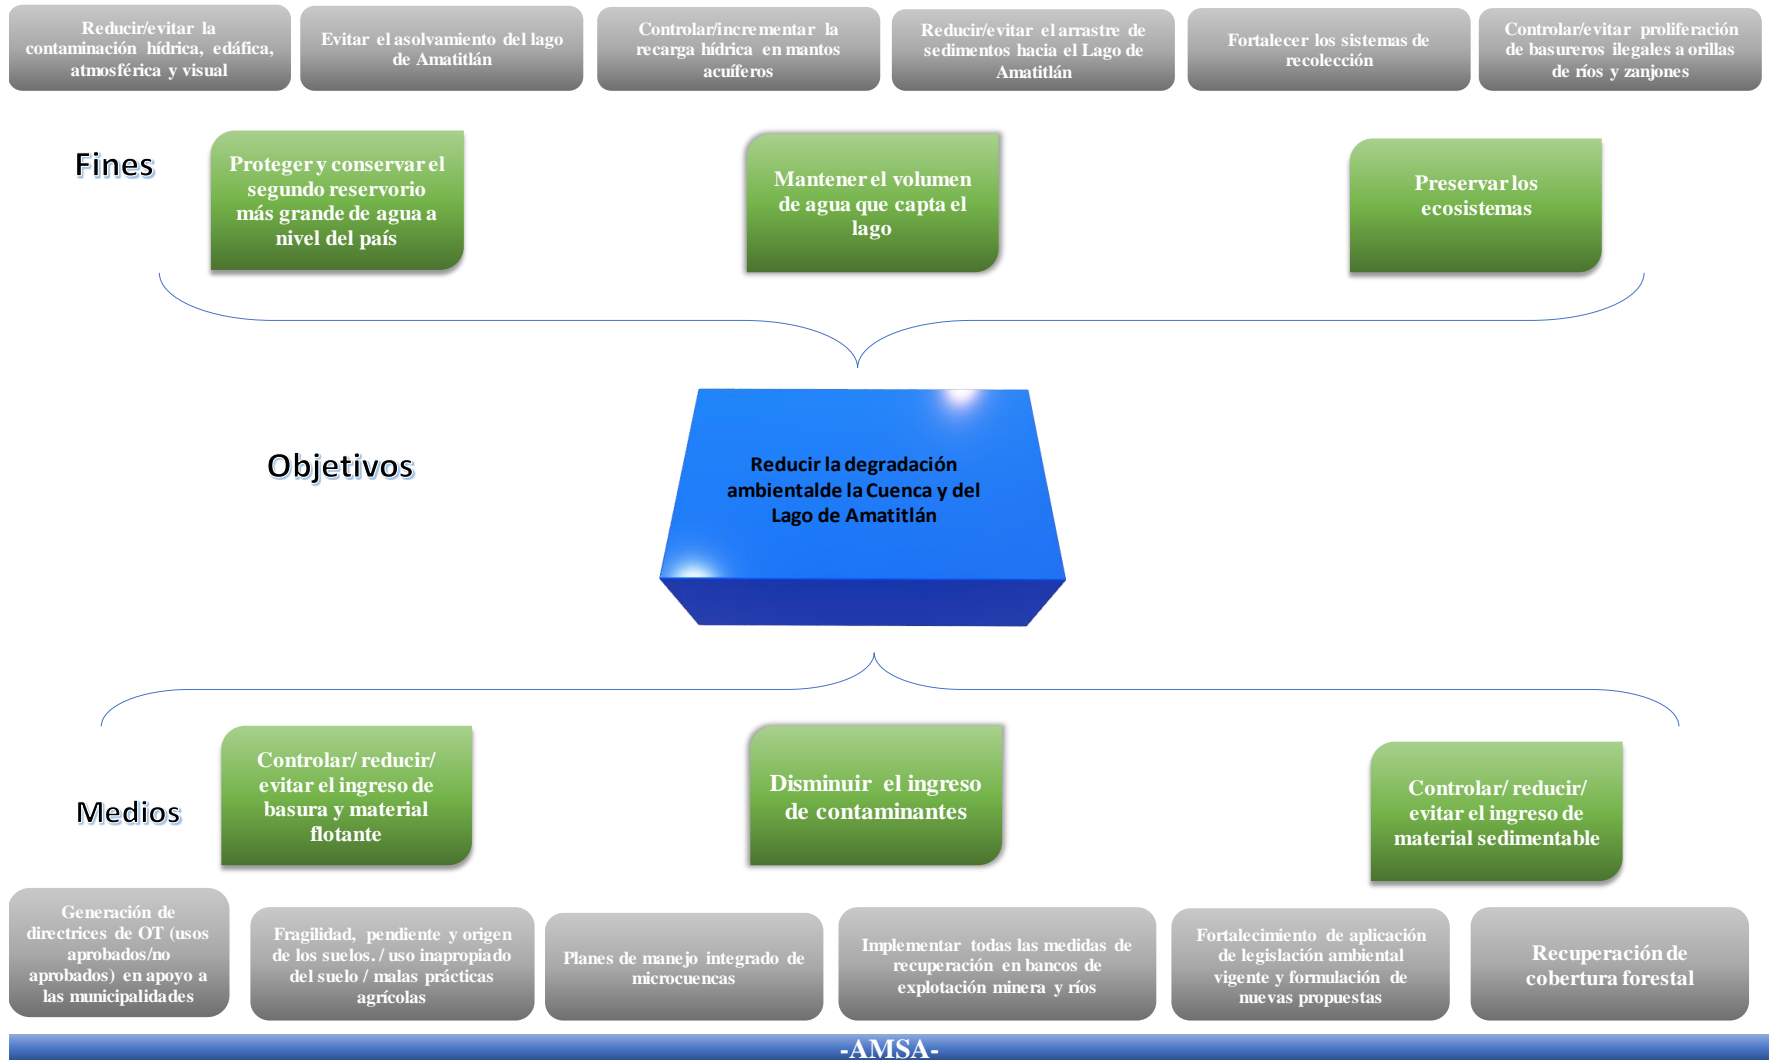 Reducir/evitar la
contaminación hídrica, edáfica,
atmosférica y visual
Evitar el asolvamiento del lago
de Amatitlán
Controlar/incrementar la
recarga hídrica en mantos
acuíferos
Reducir/evitar el arrastre de
sedimentos hacia el Lago de
Amatitlán
Fortalecer los sistemas de
recolección
Controlar/evitar proliferación
de basureros ilegales a orillas
de ríos y zanjones
Fines
Proteger y conservar el
segundo reservorio
más grande de agua a
nivel del país
Mantener el volumen
de agua que capta el
lago
Preservar los
ecosistemas
Objetivos
Reducir la degradación
ambientalde la Cuenca y del
Lago de Amatitlán
Medios
Controlar/ reducir/
evitar el ingreso de
basura y material
flotante
Disminuir el ingreso
de contaminantes
Controlar/ reducir/
evitar el ingreso de
material sedimentable
Generación de
directrices de OT (usos
aprobados/no
aprobados) en apoyo a
las municipalidades
Fragilidad, pendiente y origen
de los suelos. / uso inapropiado
del suelo / malas prácticas
agrícolas
Planes de manejo integrado de
microcuencas
Implementar todas las medidas de
recuperación en bancos de
explotación minera y ríos
Fortalecimiento de aplicación
de legislación ambiental
vigente y formulación de
nuevas propuestas
Recuperación de
cobertura forestal
-AMSA-